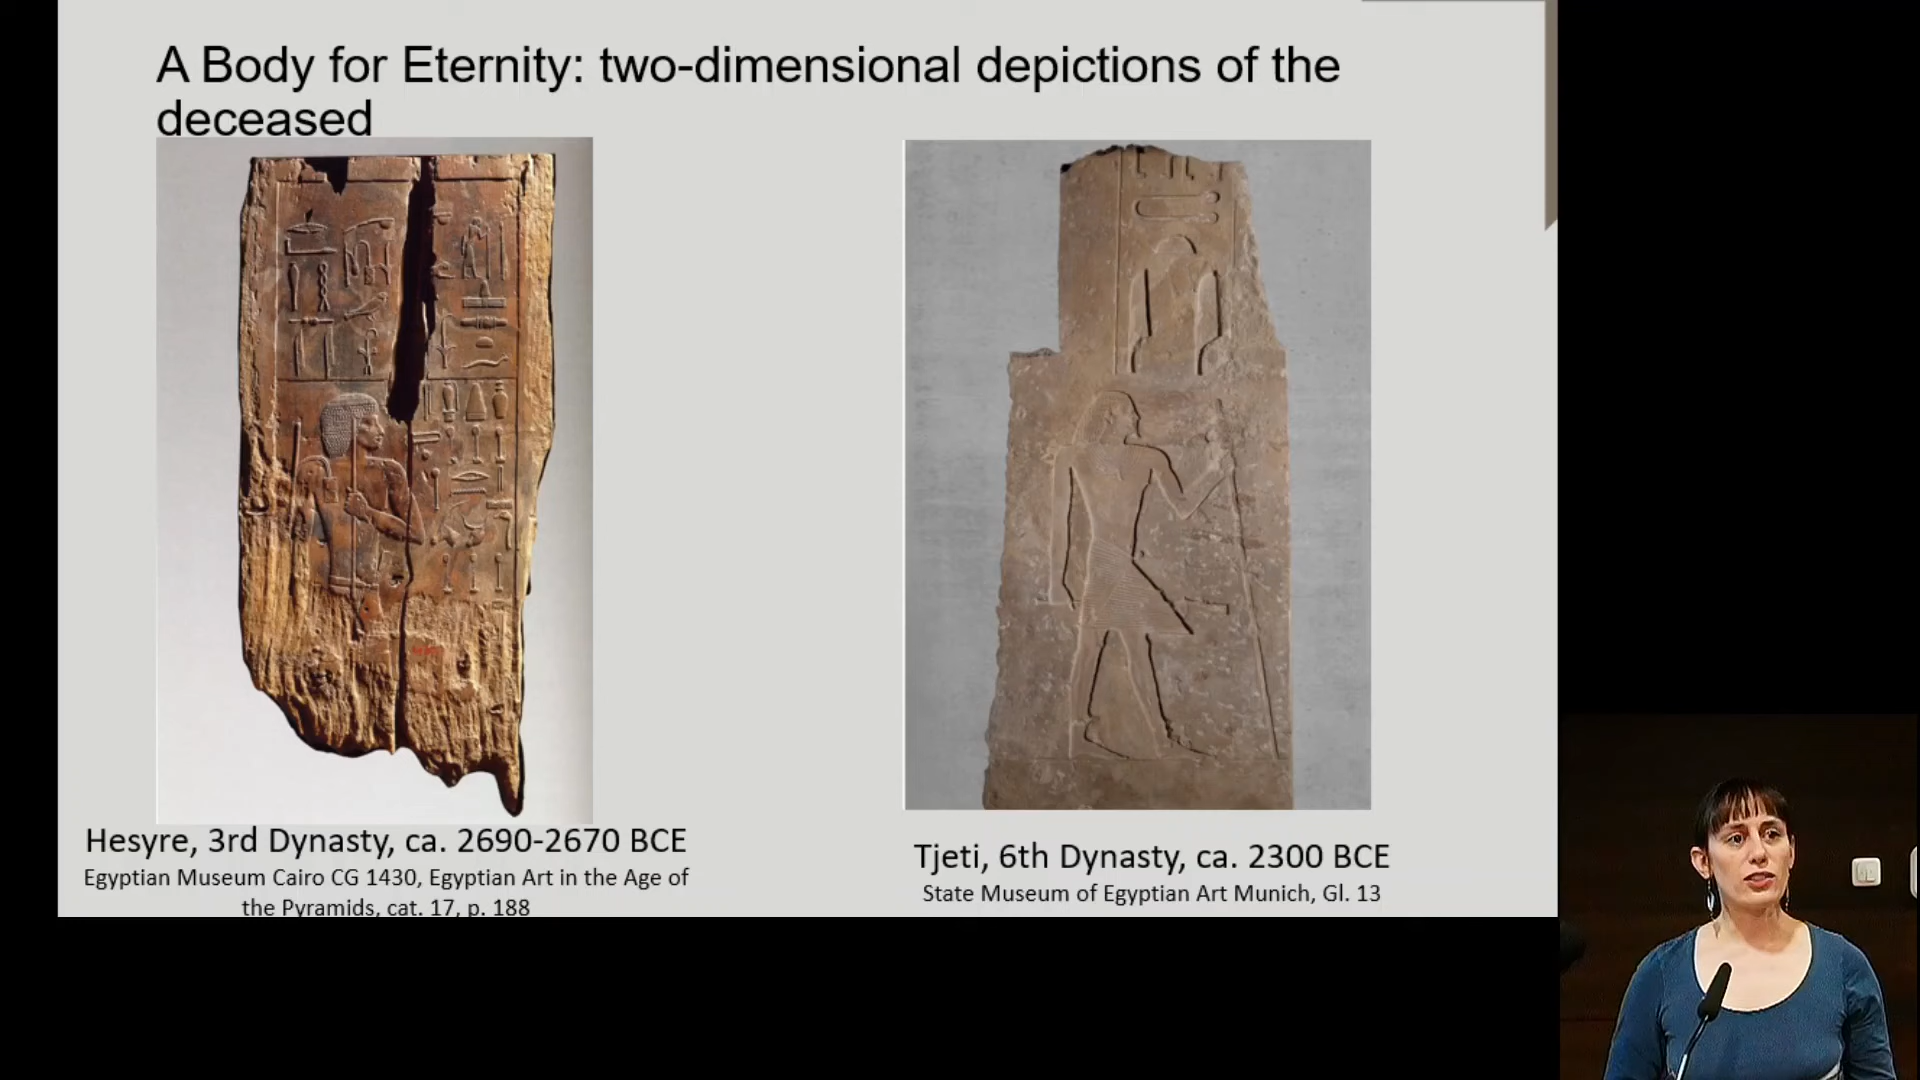 A Body for Eternity: two-dimensional depictions of the
deceased
Hesyre, 3rd Dynasty, ca. 2690-2670 BCE
Egyptian Museum Cairo CG 1430, Egyptian Art in the Age of
the Pyramids, cat. 17, p. 188
Tjeti, 6th Dynasty, ca. 2300 BCE
State Museum of Egyptian Art Munich, Gl. 13